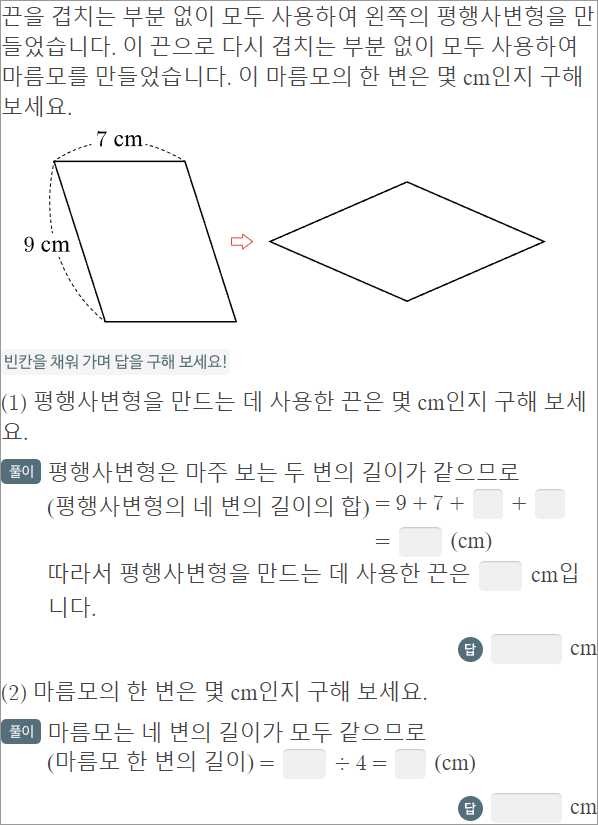 끈을 겹치는 부분 없이 모두 사용하여 왼쪽의 평행사변형을 만
들었습니다. 이 끈으로 다시 겹치는 부분 없이 모두 사용하여
마름모를 만들었습니다. 이 마름모의 한 변은 몇 cm인지 구해
보세요.
7 cm
9 cm
빈칸을 채워 가며 답을 구해 보세요!
(1) 평행사변형을 만드는 데 사용한 끈은 몇 cm인지 구해 보세
요.
풀이 평행사변형은 마주 보는 두 변의 길이가 같으므로
(평행사변형의 네 변의 길이의 합) = 9 + 7 + +
= (cm)
따라서 평행사변형을 만드는 데 사용한 끈은 cm입
니다.
답 cm
(2) 마름모의 한 변은 몇 cm인지 구해 보세요.
풀이 마름모는 네 변의 길이가 모두 같으므로
(마름모 한 변의 길이) = ÷ 4 = (cm)
답 cm